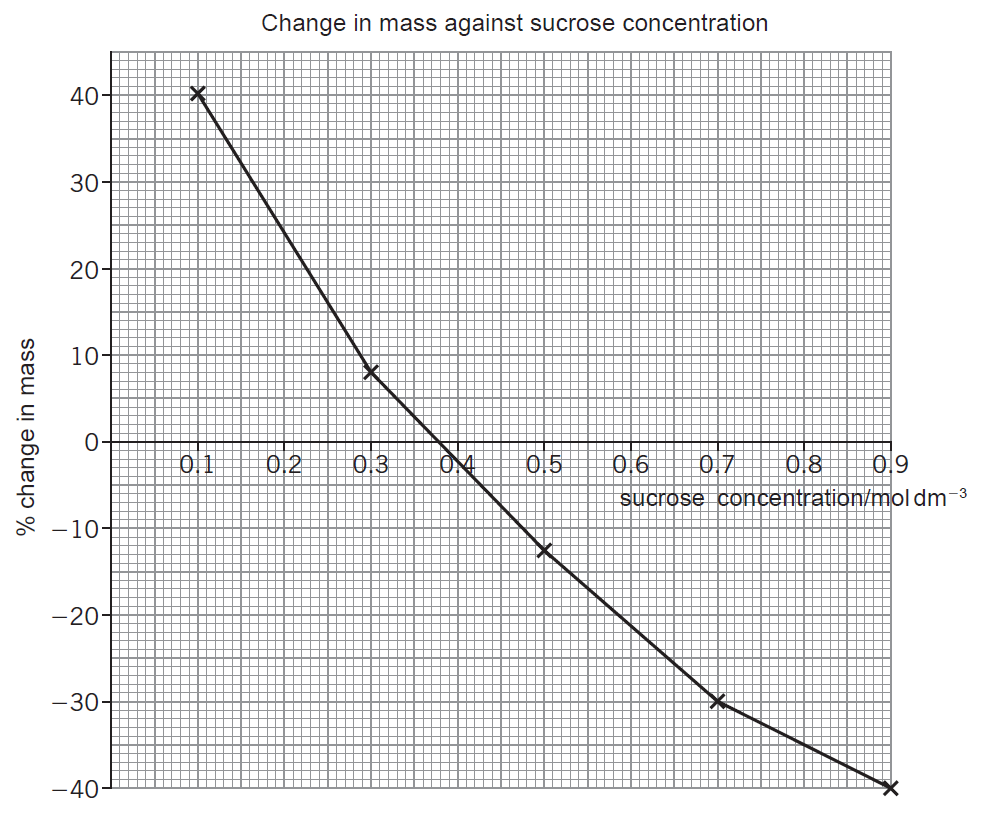 Change in mass against sucrose concentration
40
30
20
10
0
−10
−20
−30
−40
% change in mass
0.1 0.2 0.3 0.4 0.5 0.6 0.7 0.8 0.9
sucrose concentration/mol dm⁻³